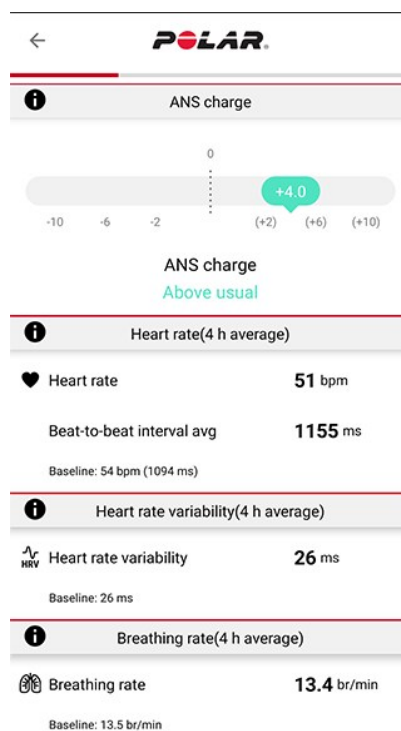 POLAR.
ANS charge
0
+4.0
-10 -6 -2 (+2) (+6) (+10)
ANS charge
Above usual
Heart rate(4 h average)
Heart rate 51 bpm
Beat-to-beat interval avg 1155 ms
Baseline: 54 bpm (1094 ms)
Heart rate variability(4 h average)
HRV Heart rate variability 26 ms
Baseline: 26 ms
Breathing rate(4 h average)
Breathing rate 13.4 br/min
Baseline: 13.5 br/min